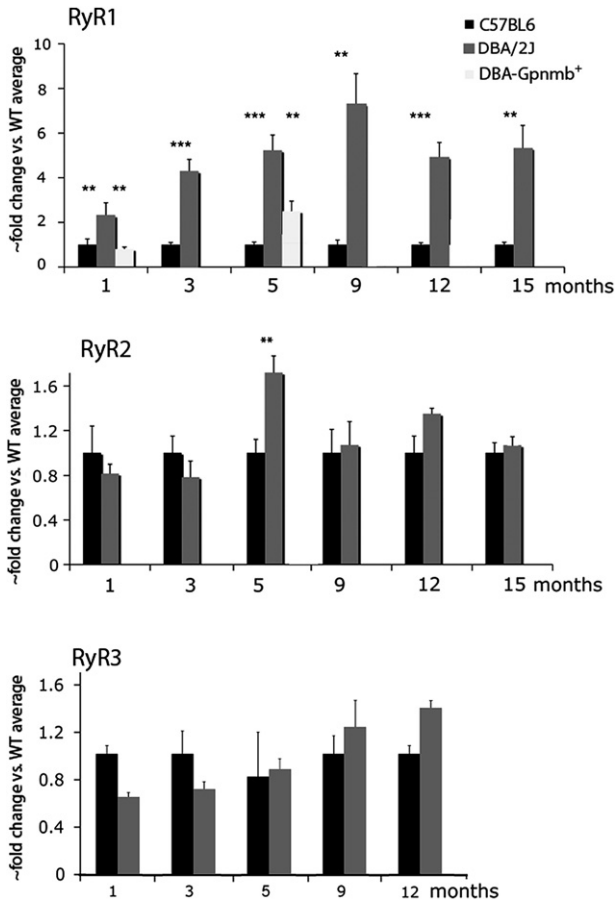 RyR1
C57BL6
DBA/2J
DBA-Gpnmb+
~fold change vs. WT average
10
8
6
4
2
0
** ** *** *** ** ** *** **
1 3 5 9 12 15 months
RyR2
~fold change vs. WT average
1.6
1.2
0.8
0.4
0
**
1 3 5 9 12 15 months
RyR3
~fold change vs. WT average
1.6
1.2
0.8
0.4
0
1 3 5 9 12 months